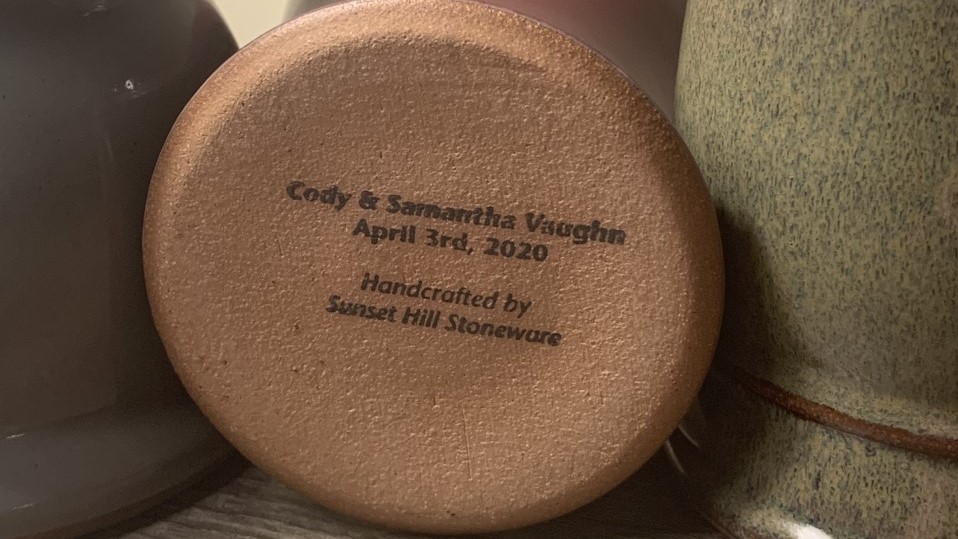 Cody & Samantha Vaughn
April 3rd, 2020
Handcrafted by
Sunset Hill Stoneware